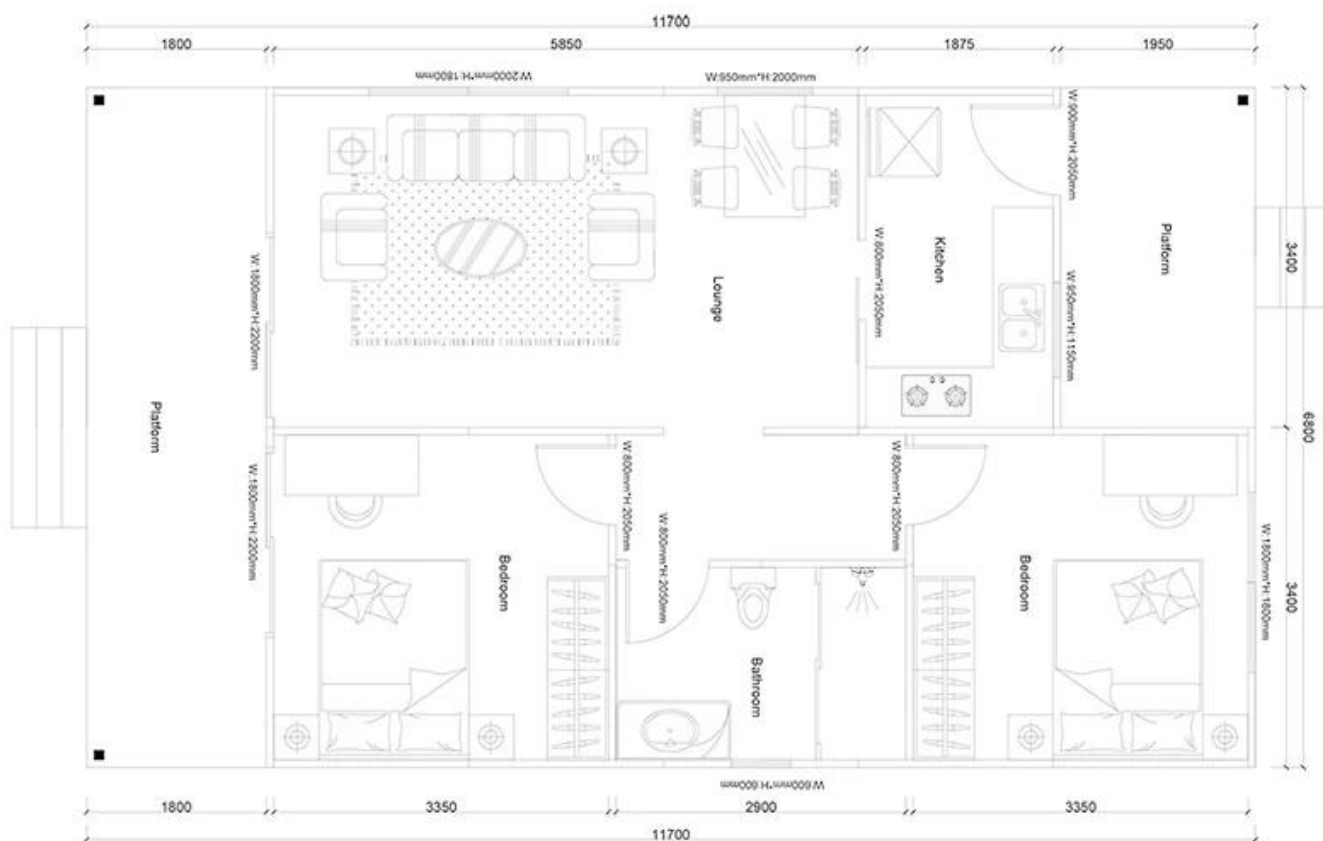 11700
1800
5850
1875
1950
W:2000mm*H:1800mm
W:950mm*H:2000mm
W:900mm*H:2050mm
W:1800mm*H:2200mm
Lounge
W:800mm*H:2050mm
Kitchen
W:950mm*H:1150mm
Platform
3400
6800
Platform
W:1800mm*H:2200mm
Bedroom
W:800mm*H:2050mm
W:800mm*H:2050mm
Bathroom
W:800mm*H:2050mm
Bedroom
W:1800mm*H:1800mm
3400
W:600mm*H:600mm
1800
3350
2900
3350
11700